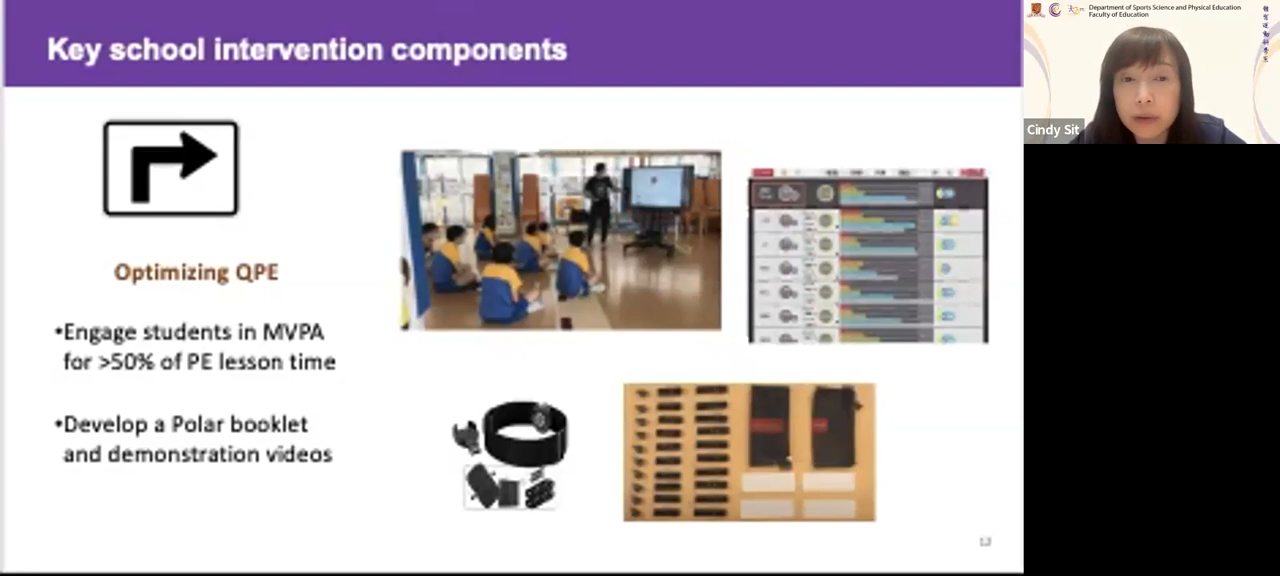 Key school intervention components
Optimizing QPE
•Engage students in MVPA
for >50% of PE lesson time
•Develop a Polar booklet
and demonstration videos
Department of Sports Science and Physical Education
Faculty of Education
Cindy Sit